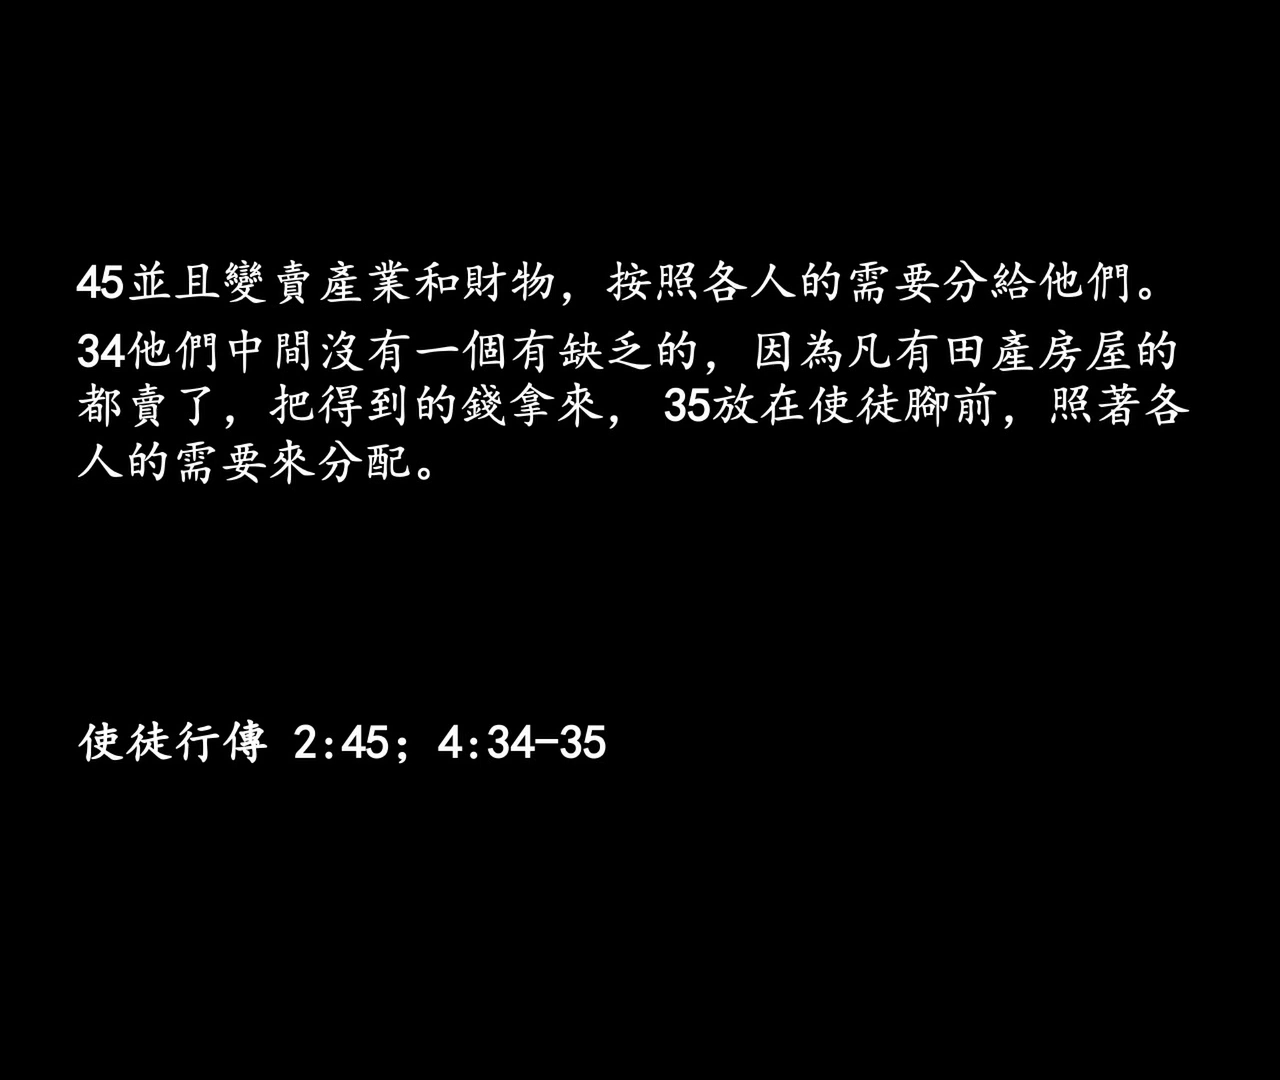 45並且變賣產業和財物，按照各人的需要分給他們。
34他們中間沒有一個有缺乏的，因為凡有田產房屋的
都賣了，把得到的錢拿來， 35放在使徒腳前，照著各
人的需要來分配。
使徒行傳 2:45；4:34-35